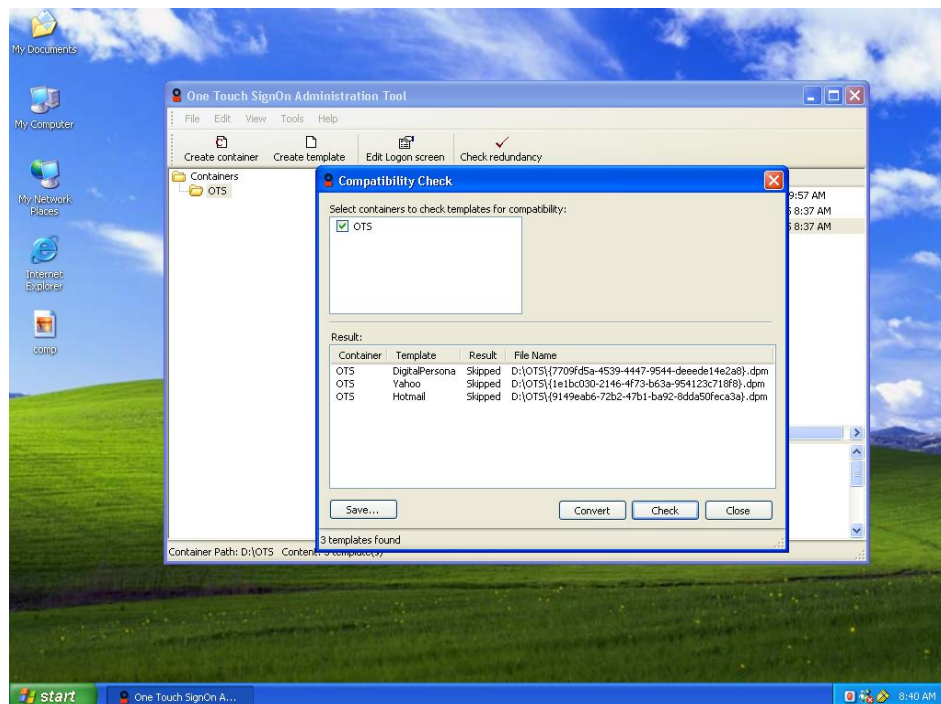 My Documents
My Computer
My Network
Places
Internet
Explorer
comp
One Touch SignOn Administration Tool
File Edit View Tools Help
Create container Create template Edit Logon screen Check redundancy
Containers
OTS
9:57 AM
8:37 AM
8:37 AM
Compatibility Check
Select containers to check templates for compatibility:
OTS
Result:
Container Template Result File Name
OTS DigitalPersona Skipped D:\OTS\{7709fd5a-4539-4447-9544-deeede14e2a8}.dpm
OTS Yahoo Skipped D:\OTS\{1e1bc030-2146-4f73-b63a-954123c718f8}.dpm
OTS Hotmail Skipped D:\OTS\{9149eab6-72b2-47b1-ba92-8dda50feca3a}.dpm
Save... Convert Check Close
3 templates found
Container Path: D:\OTS Content: 3 template(s)
start One Touch SignOn A... 8:40 AM